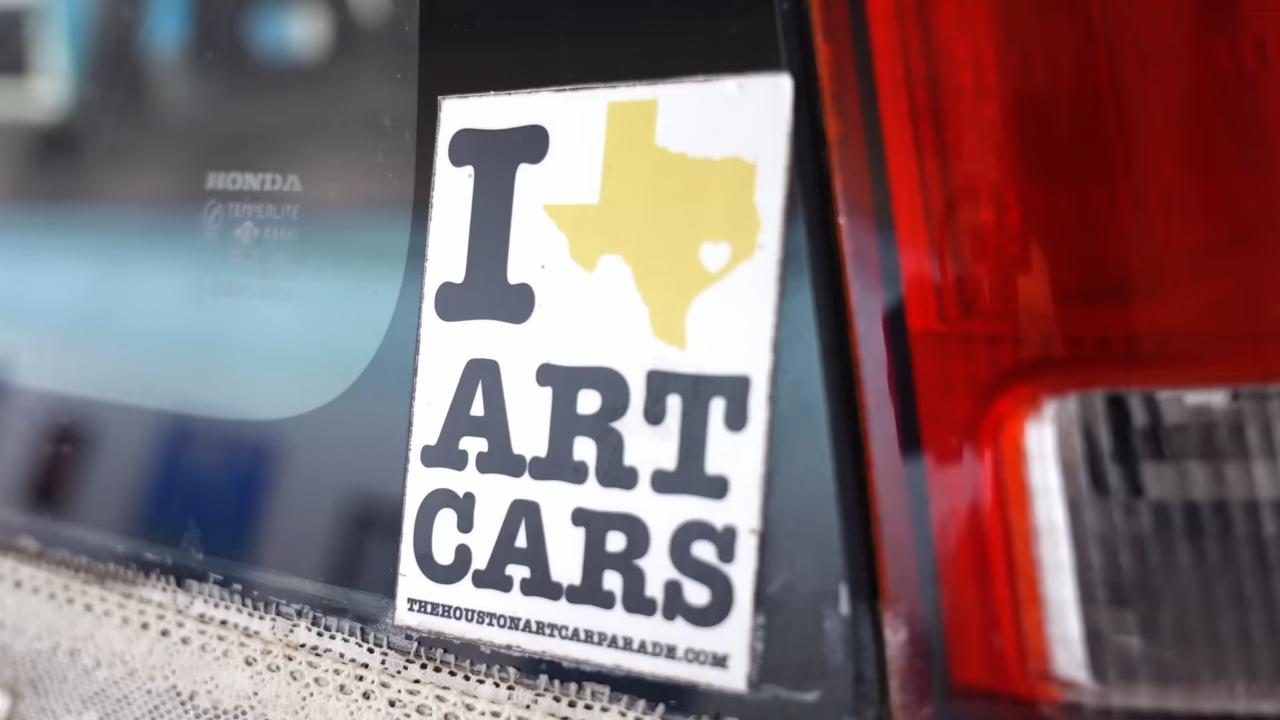 HONDA
TEMPERLITE
I
ART
CARS
THEHOUSTONARTCARPARADE.COM